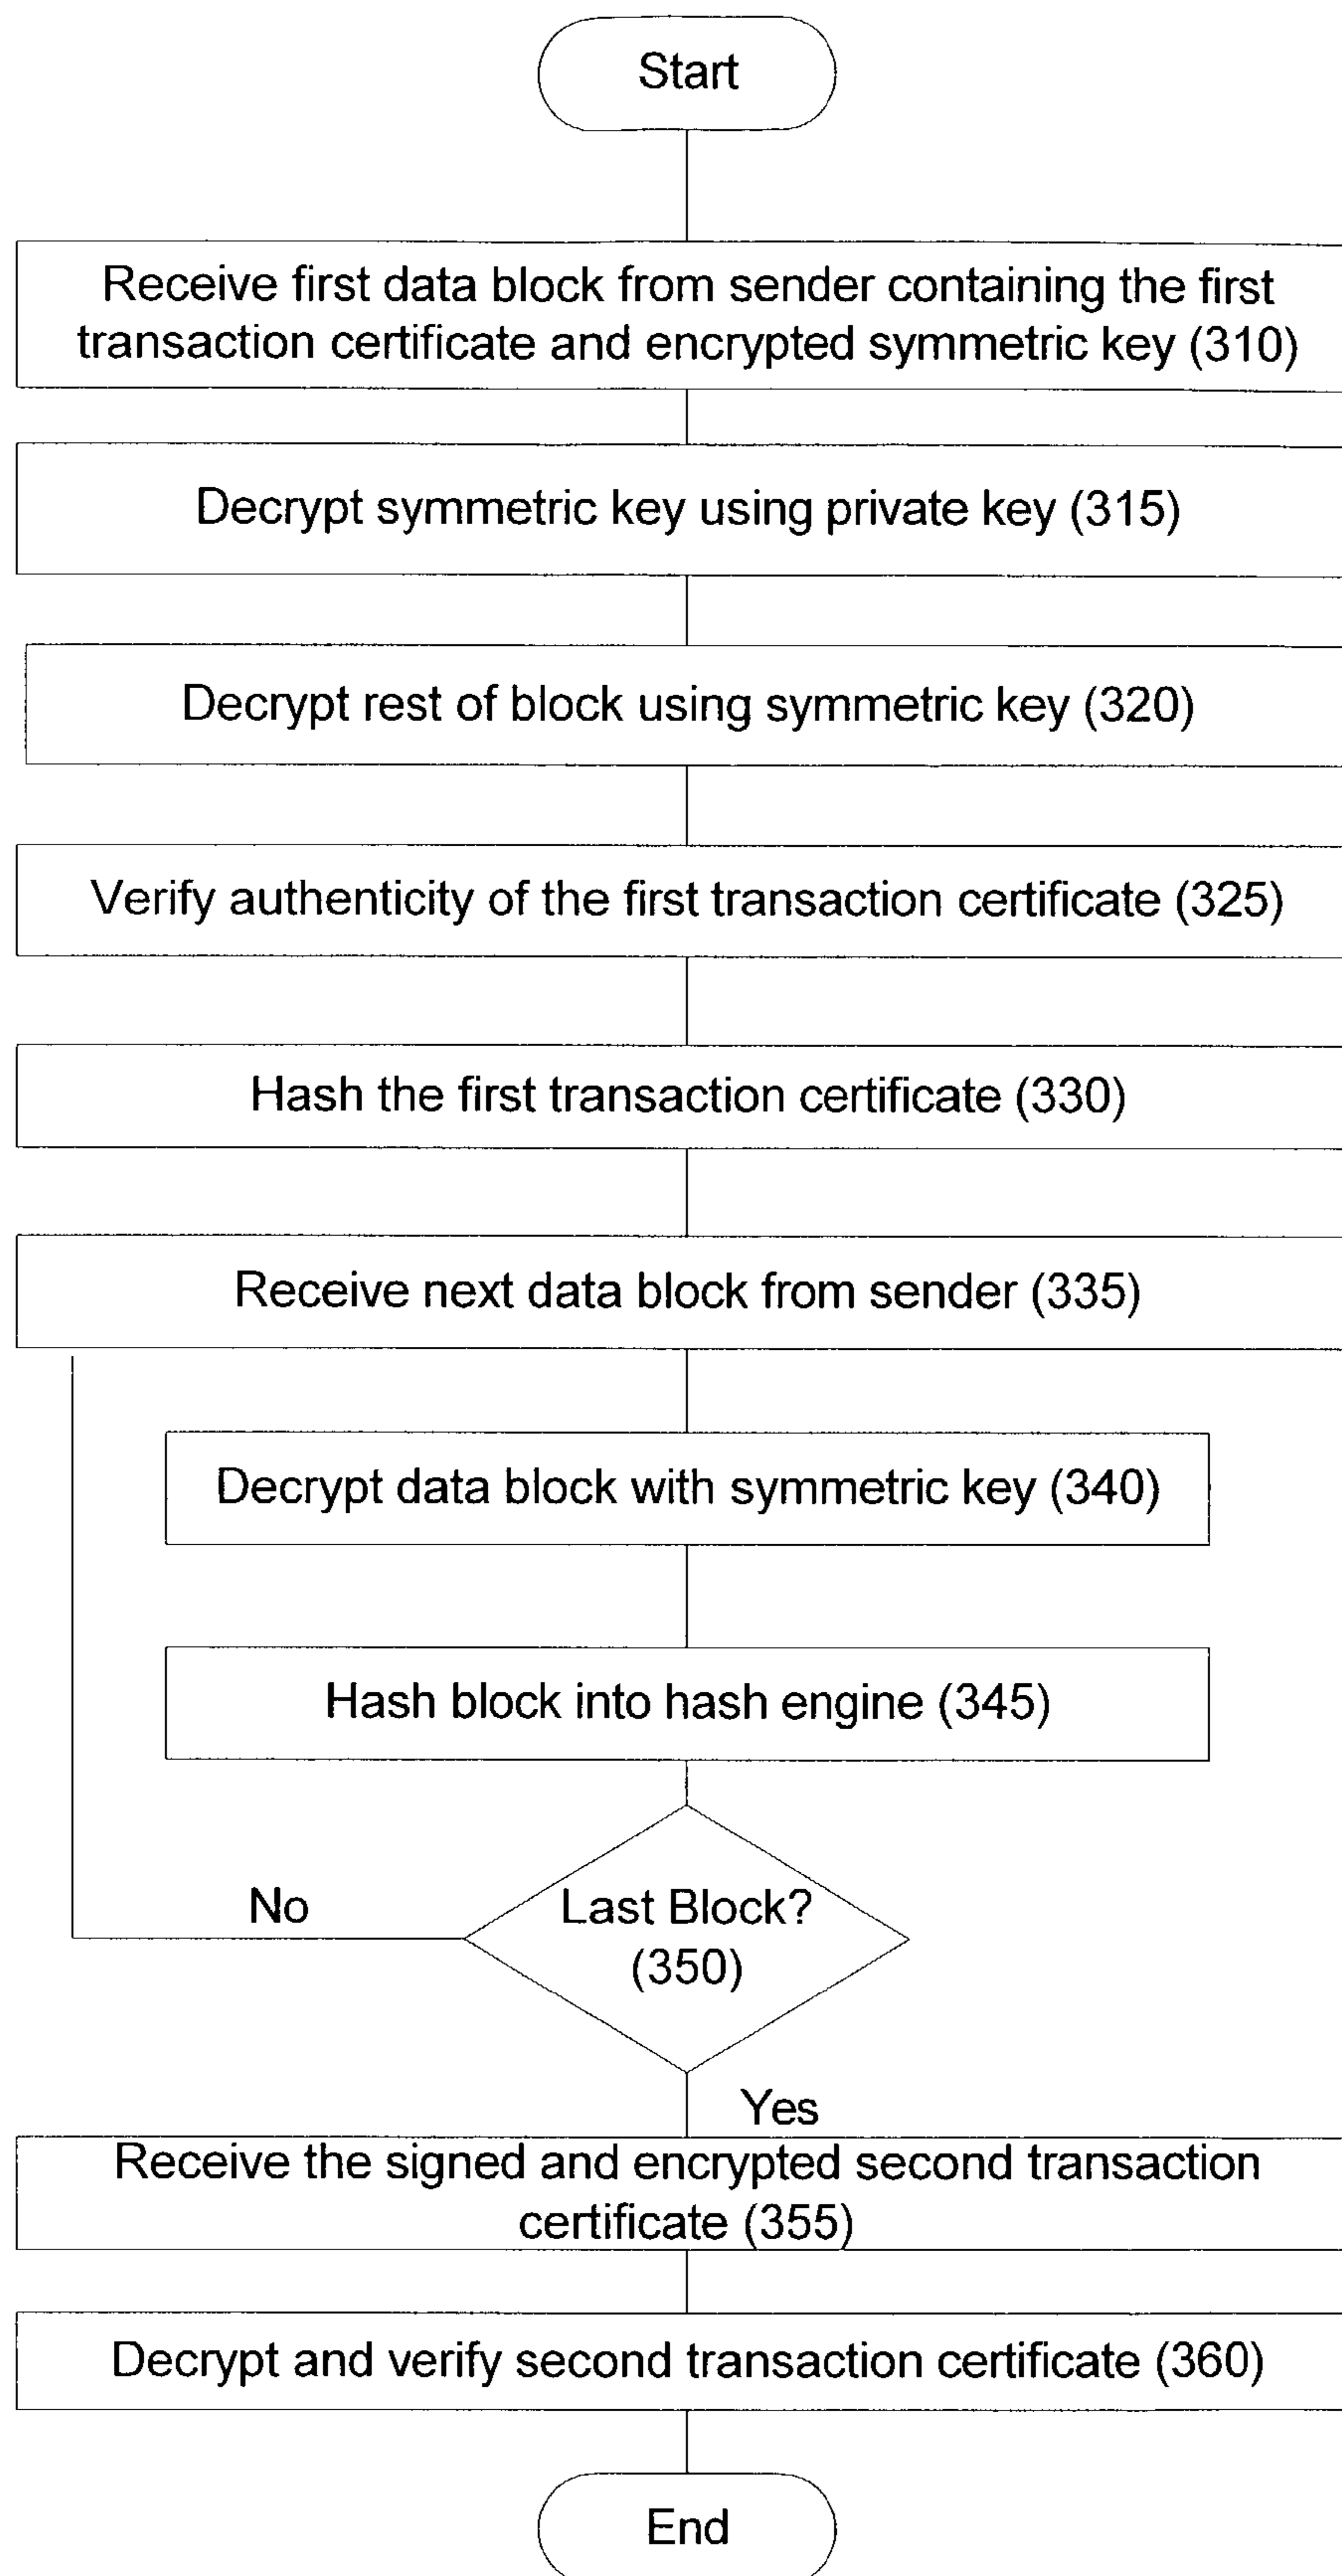 Start
Receive first data block from sender containing the first
transaction certificate and encrypted symmetric key (310)
Decrypt symmetric key using private key (315)
Decrypt rest of block using symmetric key (320)
Verify authenticity of the first transaction certificate (325)
Hash the first transaction certificate (330)
Receive next data block from sender (335)
Decrypt data block with symmetric key (340)
Hash block into hash engine (345)
Last Block?
(350)
No
Yes
Receive the signed and encrypted second transaction
certificate (355)
Decrypt and verify second transaction certificate (360)
End